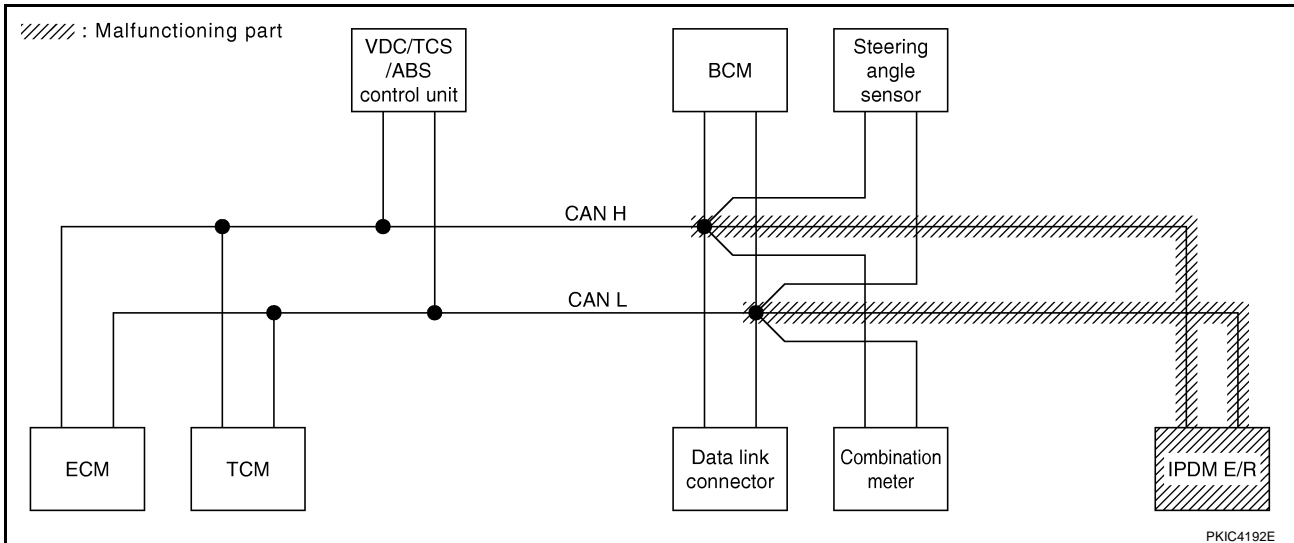 : Malfunctioning part
VDC/TCS
/ABS
control unit
BCM
Steering
angle
sensor
CAN H
CAN L
ECM
TCM
Data link
connector
Combination
meter
IPDM E/R
PKIC4192E